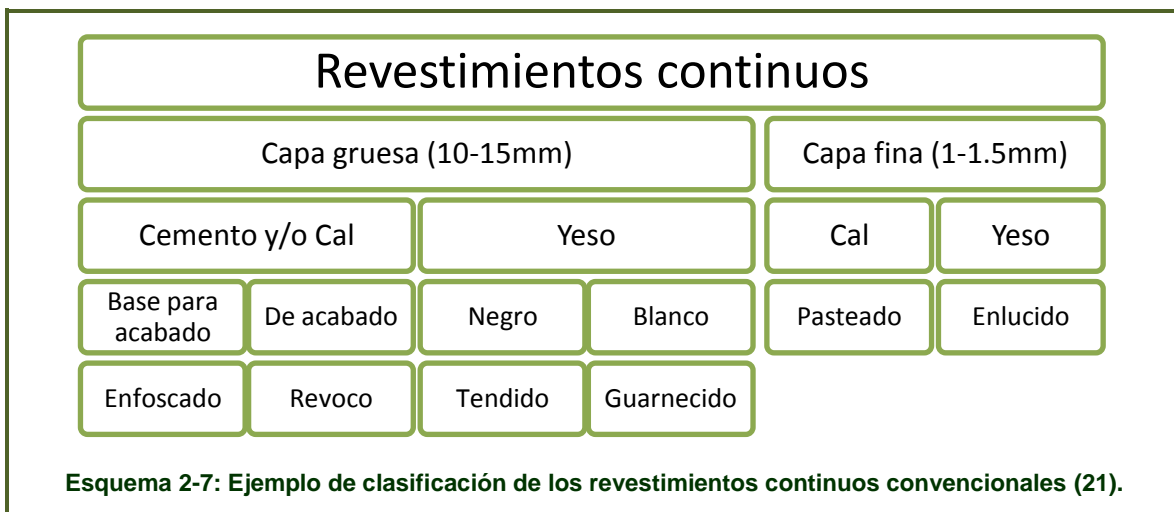 Revestimientos continuos
Capa gruesa (10-15mm)
Capa fina (1-1.5mm)
Cemento y/o Cal
Yeso
Cal
Yeso
Base para
acabado
De acabado
Negro
Blanco
Pasteado
Enlucido
Enfoscado
Revoco
Tendido
Guarnecido
Esquema 2-7: Ejemplo de clasificación de los revestimientos continuos convencionales (21).